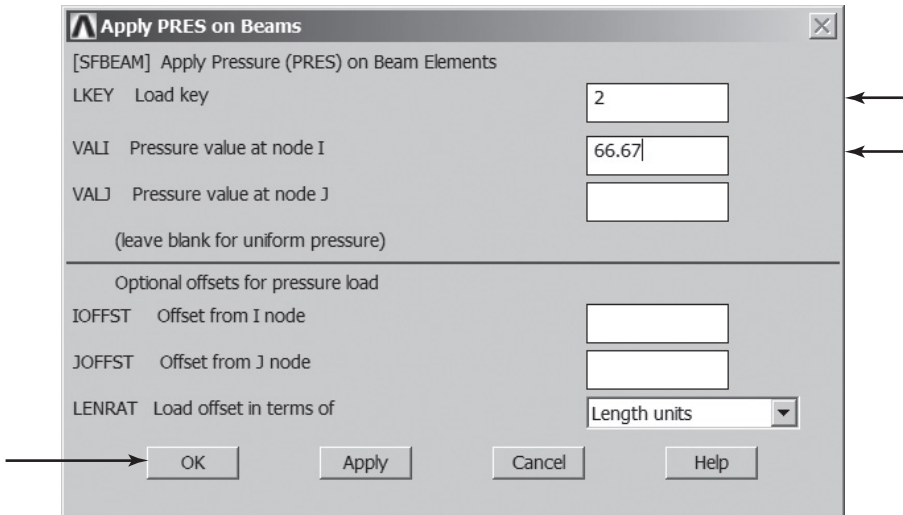 Apply PRES on Beams
[SFBEAM] Apply Pressure (PRES) on Beam Elements
LKEY Load key 2
VALI Pressure value at node I 66.67
VALJ Pressure value at node J
(leave blank for uniform pressure)
Optional offsets for pressure load
IOFFST Offset from I node
JOFFST Offset from J node
LENRAT Load offset in terms of Length units
OK Apply Cancel Help